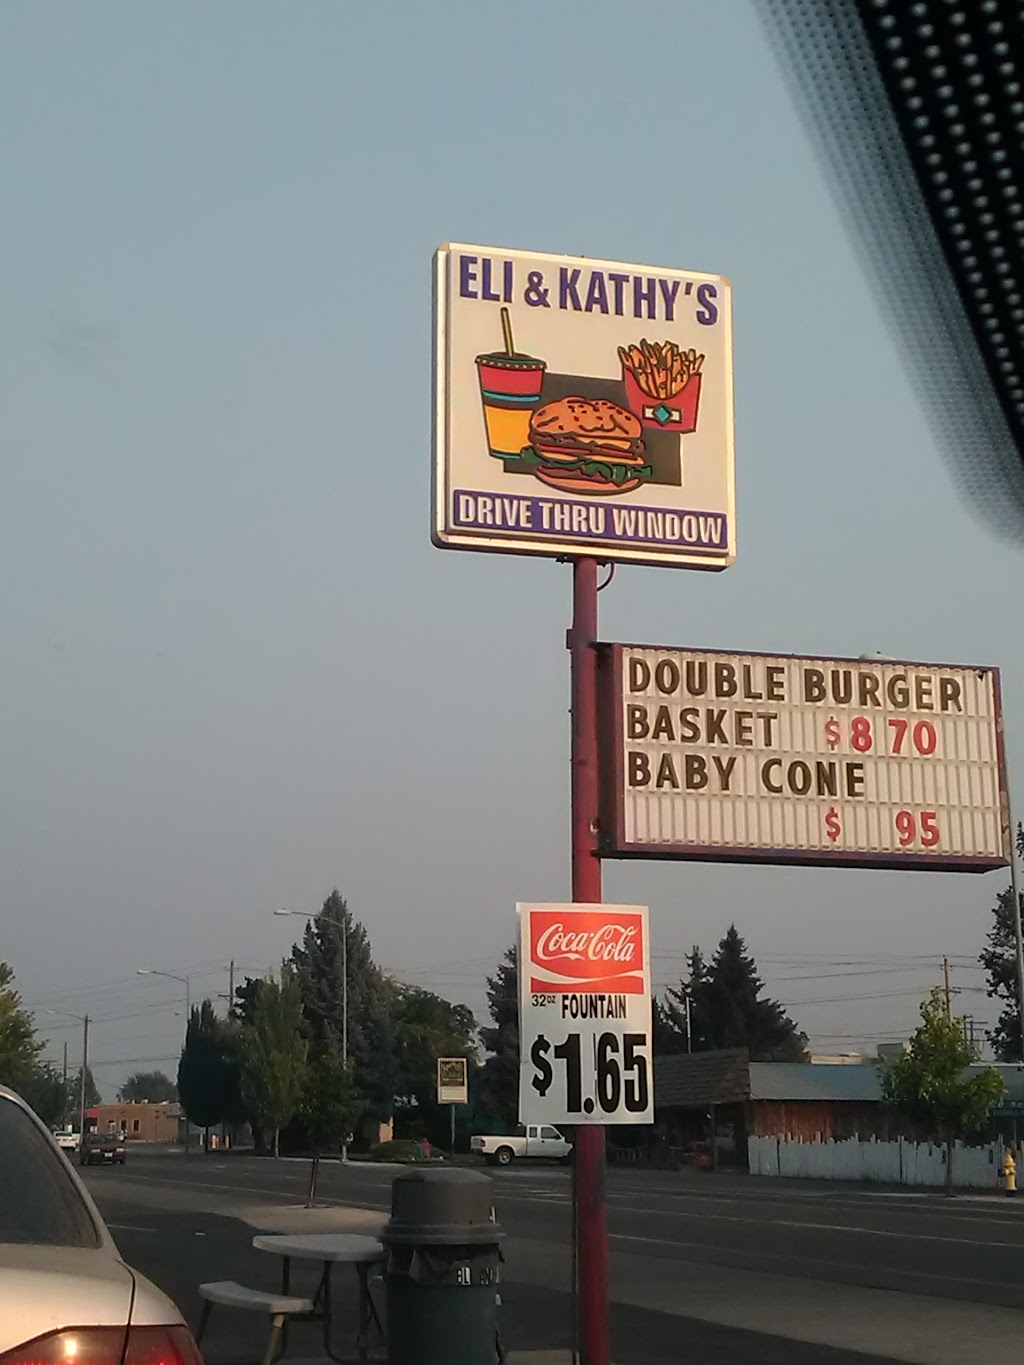 ELI & KATHY'S
DRIVE THRU WINDOW
DOUBLE BURGER
BASKET $8 70
BABY CONE
$ 95
Coca-Cola
32oz FOUNTAIN
$1.65